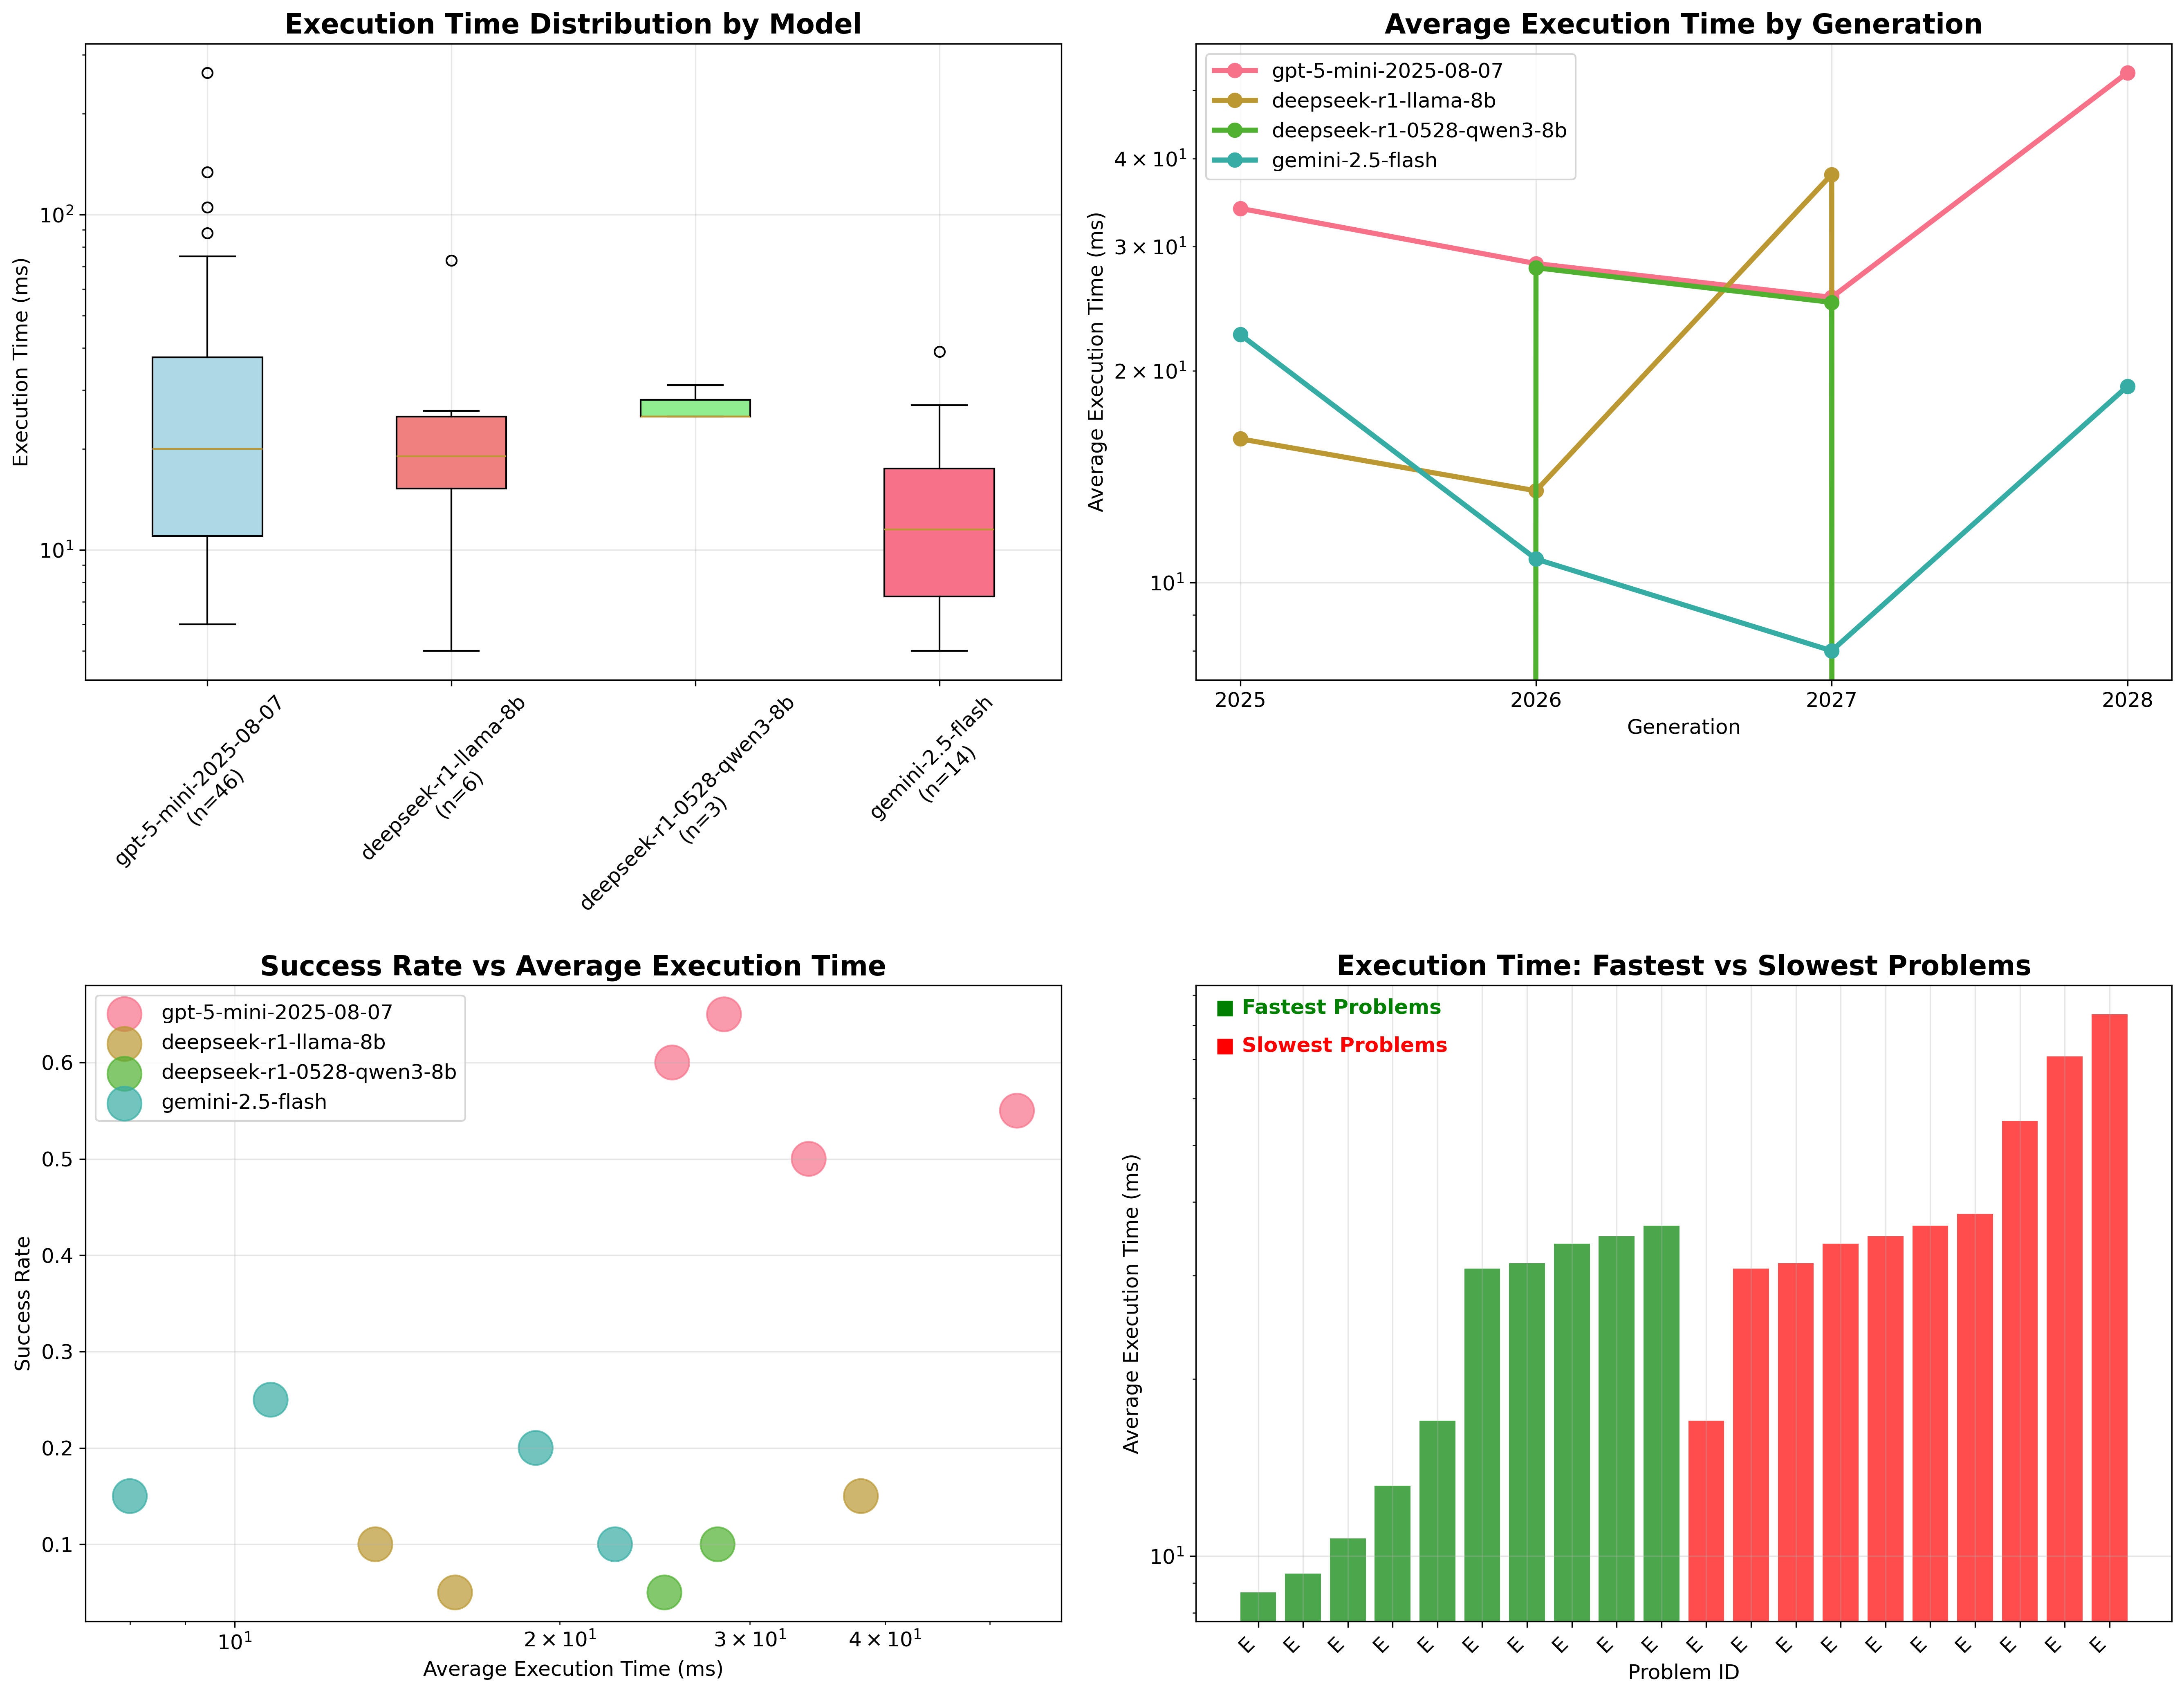 Execution Time Distribution by Model
Execution Time (ms)
10²
10¹
gpt-5-mini-2025-08-07
(n=46)
deepseek-r1-llama-8b
(n=6)
deepseek-r1-0528-qwen3-8b
(n=3)
gemini-2.5-flash
(n=14)
Average Execution Time by Generation
gpt-5-mini-2025-08-07
deepseek-r1-llama-8b
deepseek-r1-0528-qwen3-8b
gemini-2.5-flash
Average Execution Time (ms)
4 × 10¹
3 × 10¹
2 × 10¹
10¹
2025 2026 2027 2028
Generation
Success Rate vs Average Execution Time
gpt-5-mini-2025-08-07
deepseek-r1-llama-8b
deepseek-r1-0528-qwen3-8b
gemini-2.5-flash
Success Rate
0.6
0.5
0.4
0.3
0.2
0.1
10¹ 2 × 10¹ 3 × 10¹ 4 × 10¹
Average Execution Time (ms)
Execution Time: Fastest vs Slowest Problems
■ Fastest Problems
■ Slowest Problems
Average Execution Time (ms)
10¹
E E E E E E E E E E E E E E E E E E E E
Problem ID